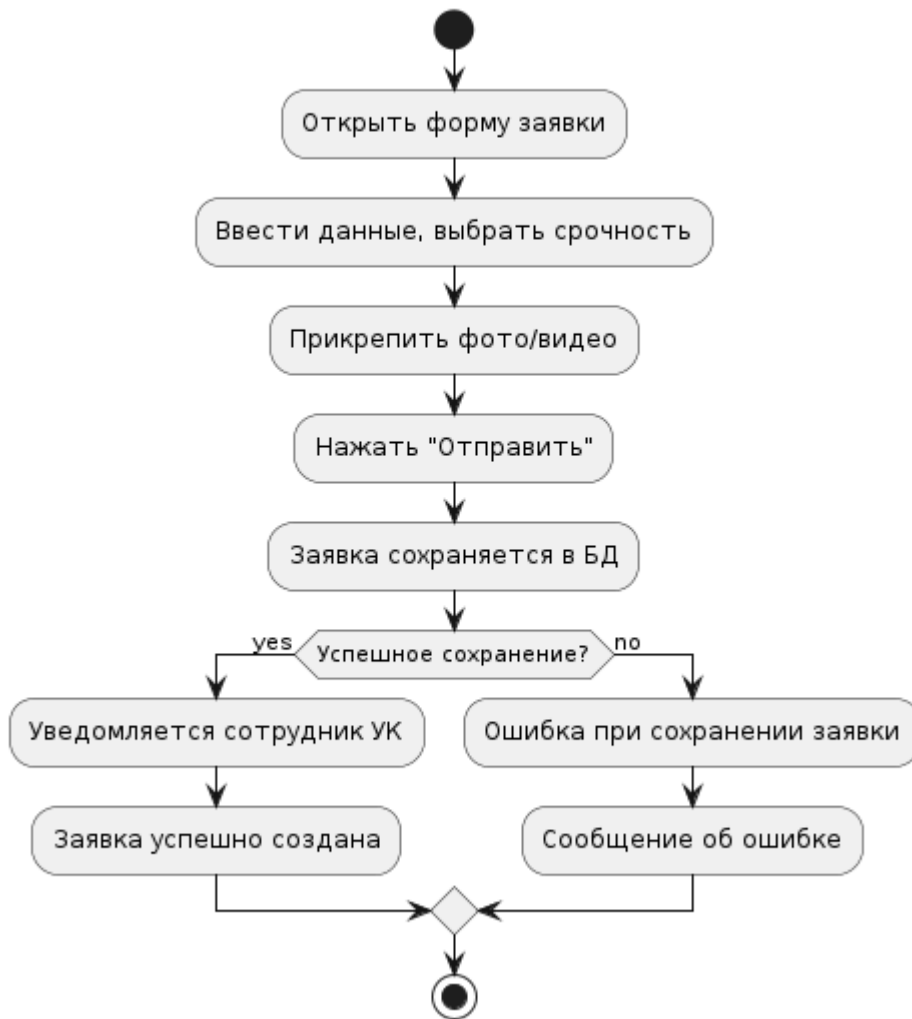 Открыть форму заявки
Ввести данные, выбрать срочность
Прикрепить фото/видео
Нажать "Отправить"
Заявка сохраняется в БД
yes
Успешное сохранение?
no
Уведомляется сотрудник УК
Ошибка при сохранении заявки
Заявка успешно создана
Сообщение об ошибке